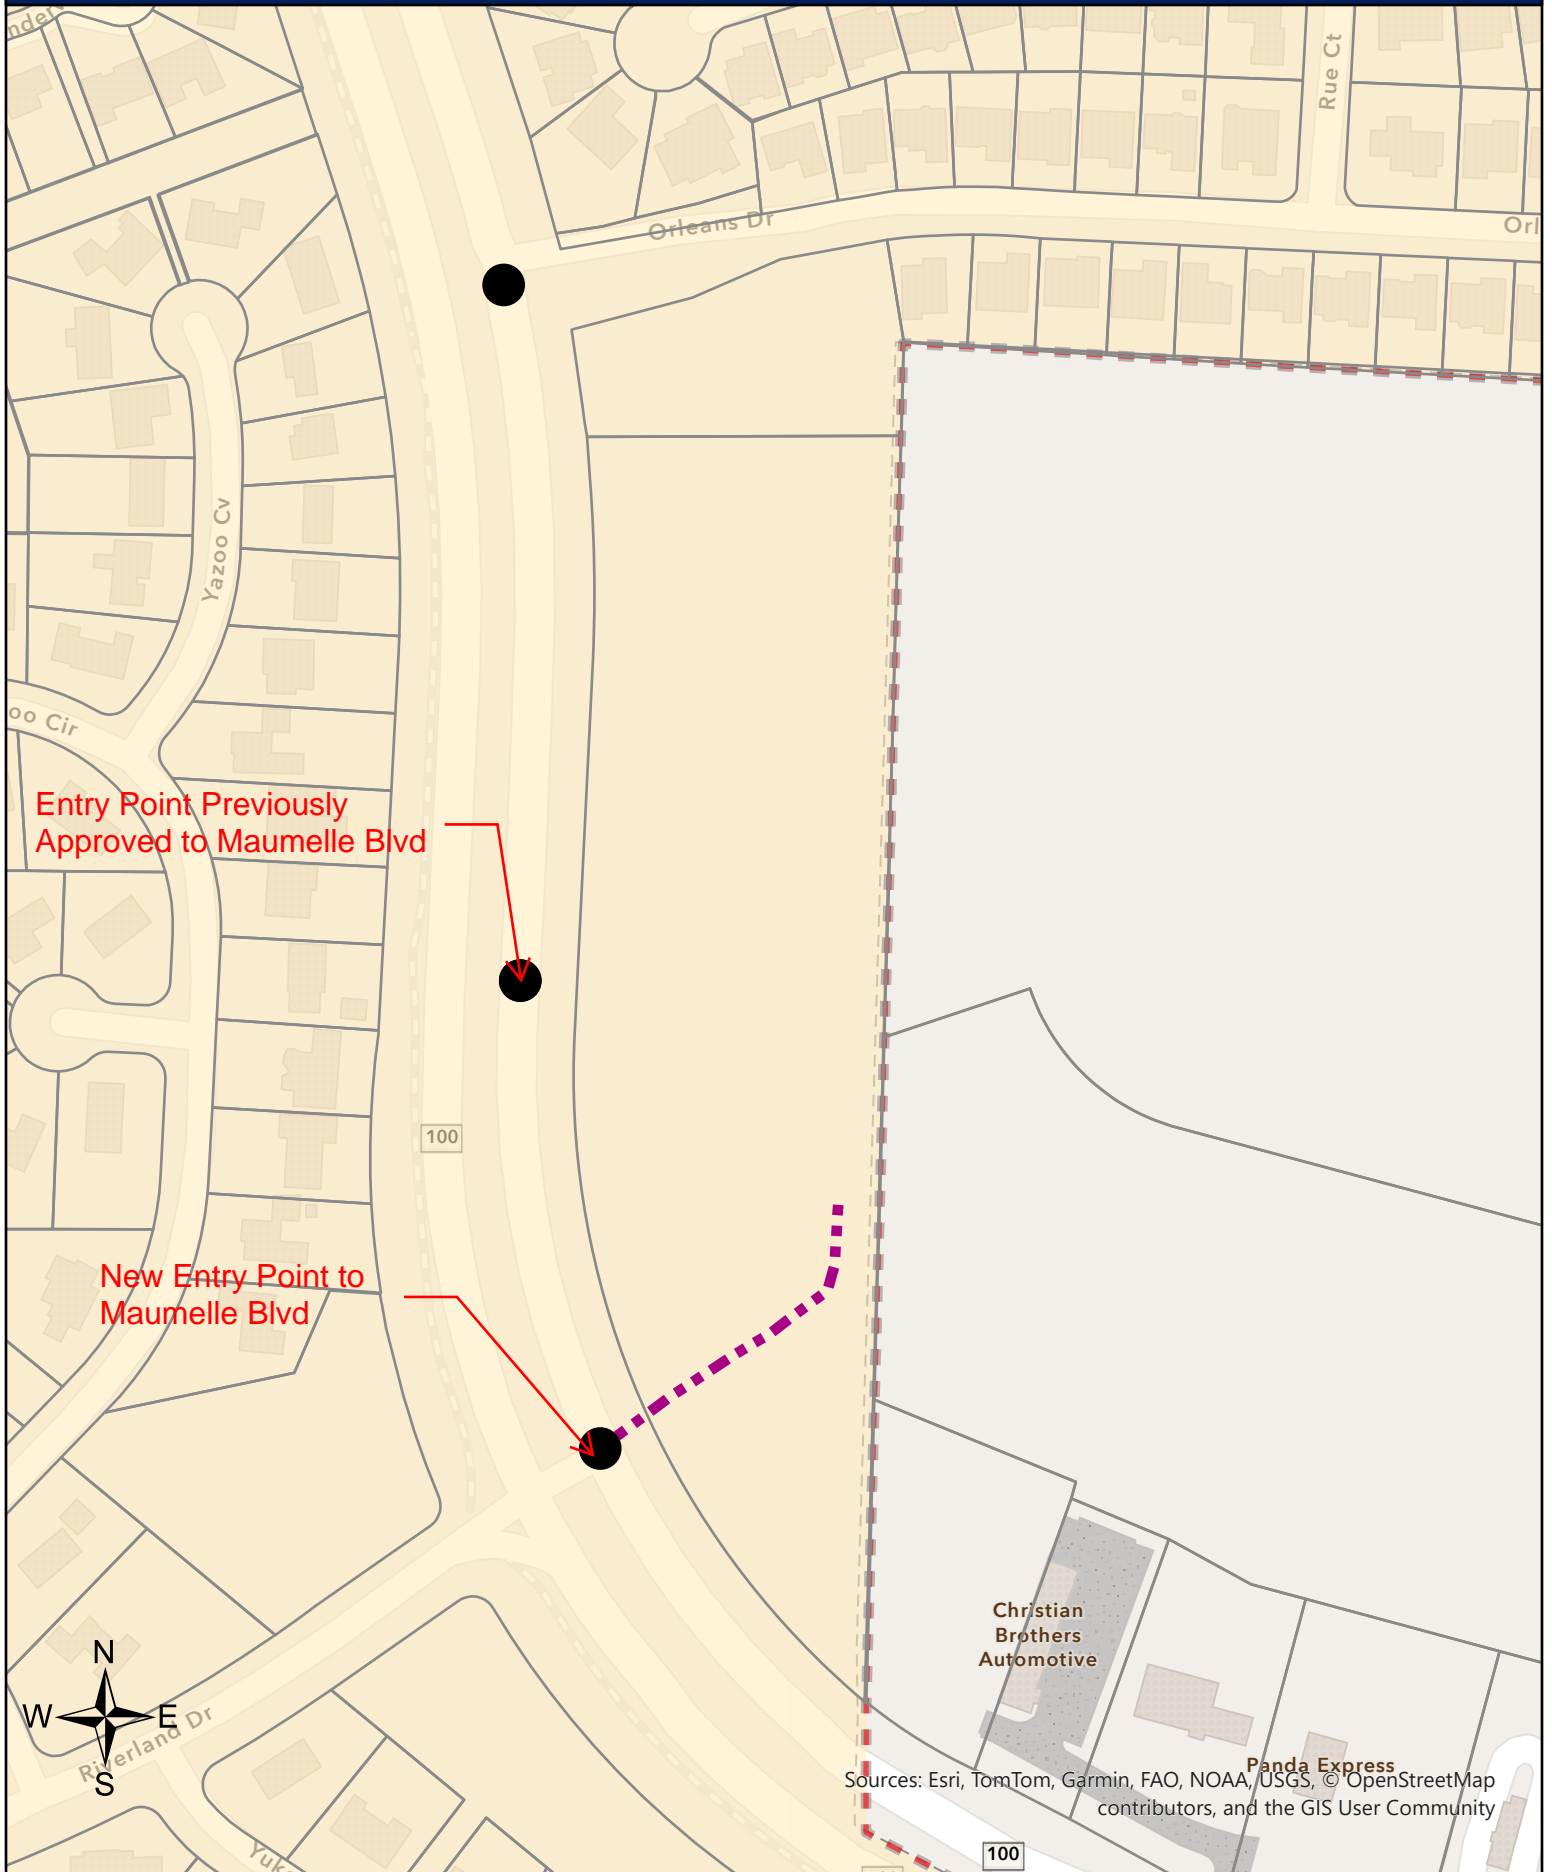 Rue Ct
Orleans Dr
Yazoo Cv
oo Cir
Entry Point Previously
Approved to Maumelle Blvd
100
New Entry Point to
Maumelle Blvd
Christian
Brothers
Automotive
N
W E
S
Riverland Dr
Panda Express
Sources: Esri, TomTom, Garmin, FAO, NOAA, USGS, © OpenStreetMap
contributors, and the GIS User Community
100